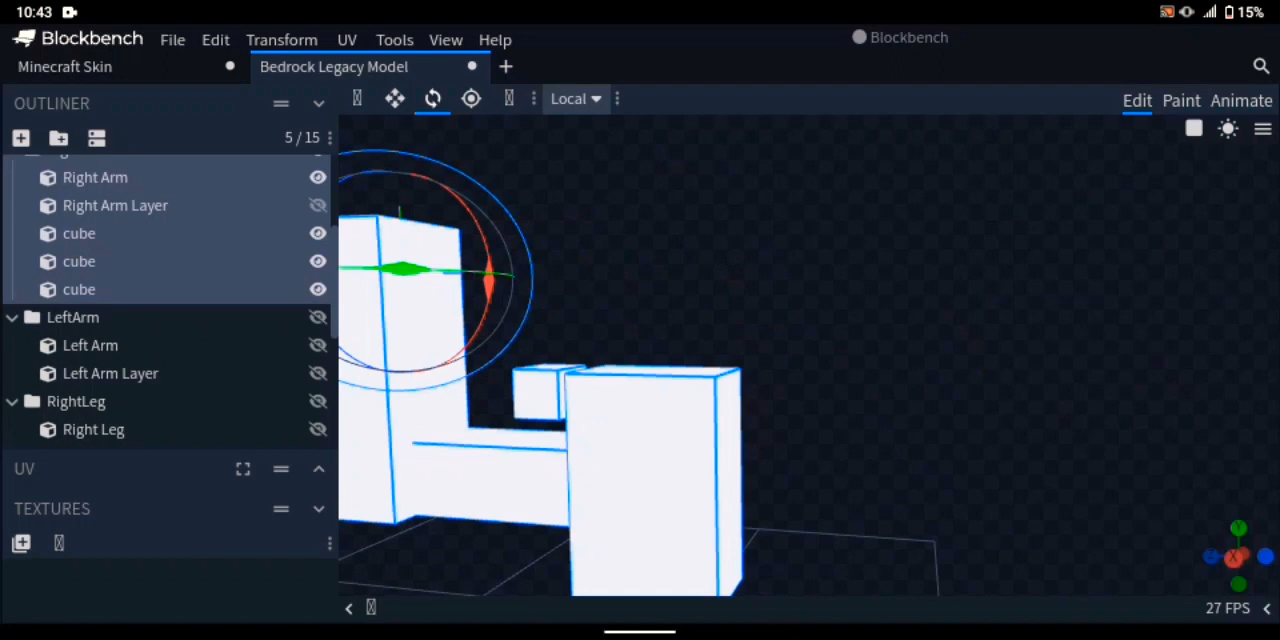 10:43 15%
Blockbench File Edit Transform UV Tools View Help Blockbench
Minecraft Skin Bedrock Legacy Model
OUTLINER Local Edit Paint Animate
5 / 15
Right Arm
Right Arm Layer
cube
cube
cube
LeftArm
Left Arm
Left Arm Layer
RightLeg
Right Leg
UV
TEXTURES
Y
Z X
27 FPS